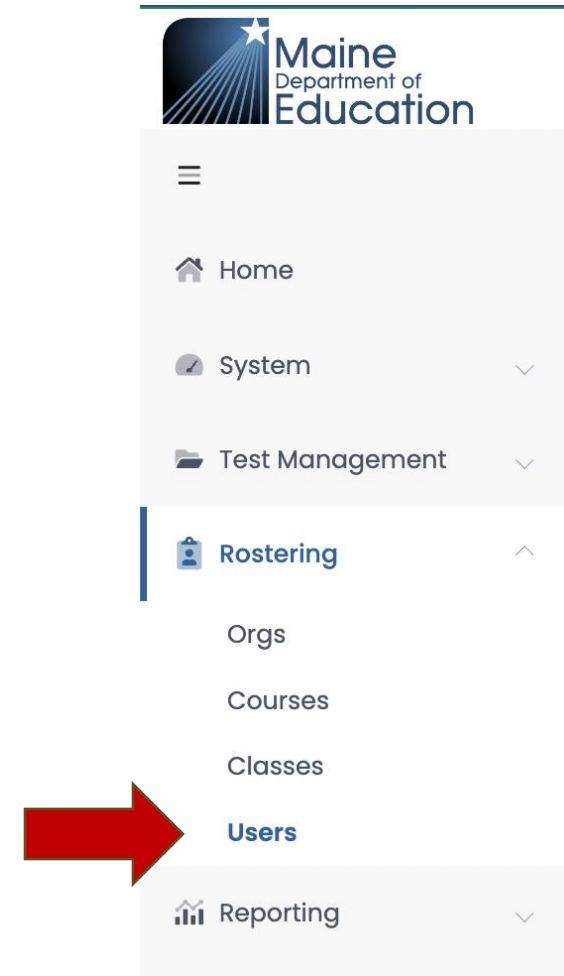 Maine
Department of
Education
Home
System
Test Management
Rostering
Orgs
Courses
Classes
Users
Reporting